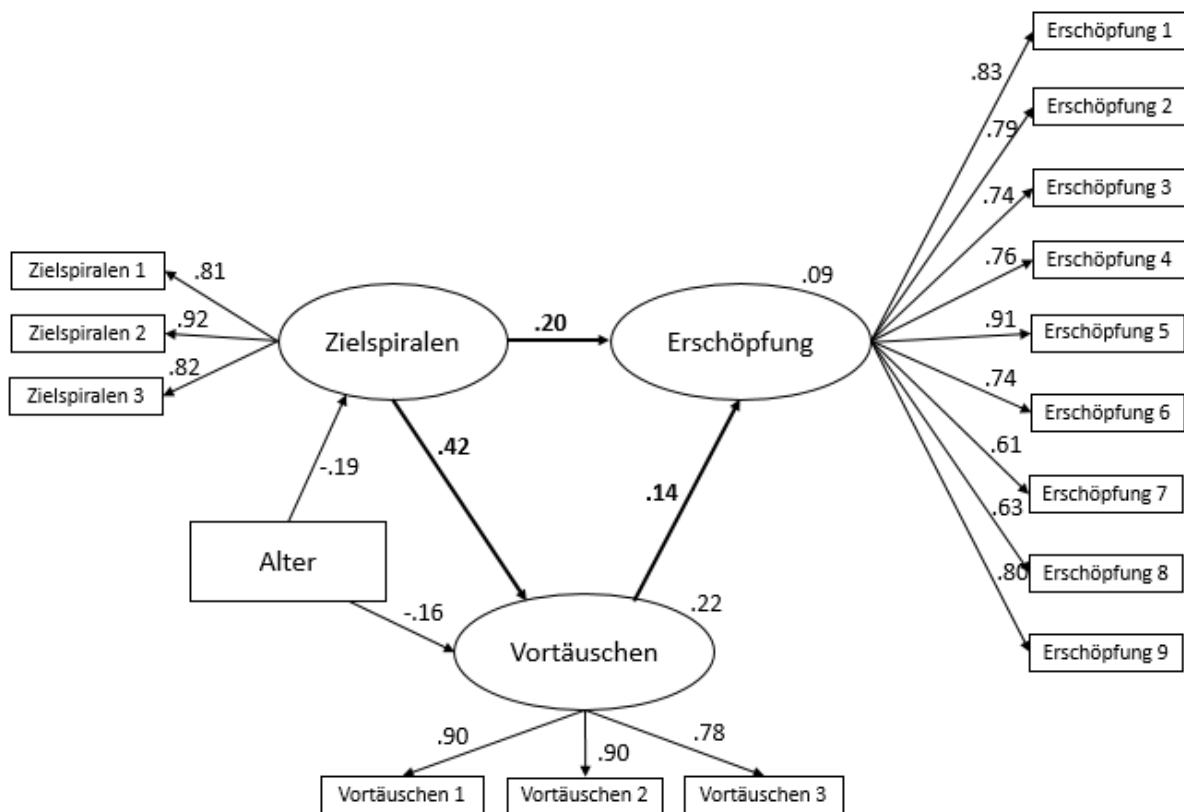 Erschöpfung 1
.83
Erschöpfung 2
.79
Erschöpfung 3
.74
Erschöpfung 4
.76
.09
Zielspiralen 1
.81
Zielspiralen 2
.92
Zielspiralen 3
.82
Zielspiralen
.20
Erschöpfung
.91
Erschöpfung 5
.74
Erschöpfung 6
.61
Erschöpfung 7
.63
Erschöpfung 8
.80
Erschöpfung 9
-.19
.42
.14
Alter
-.16
.22
Vortäuschen
.90
.90
.78
Vortäuschen 1
Vortäuschen 2
Vortäuschen 3